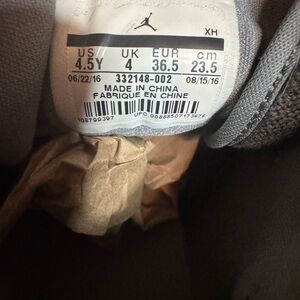 XH
US UK EUR cm
4.5Y 4 36.5 23.5
06/22/16 332148-002 08/15/16
MADE IN CHINA
FABRIQUE EN CHINE